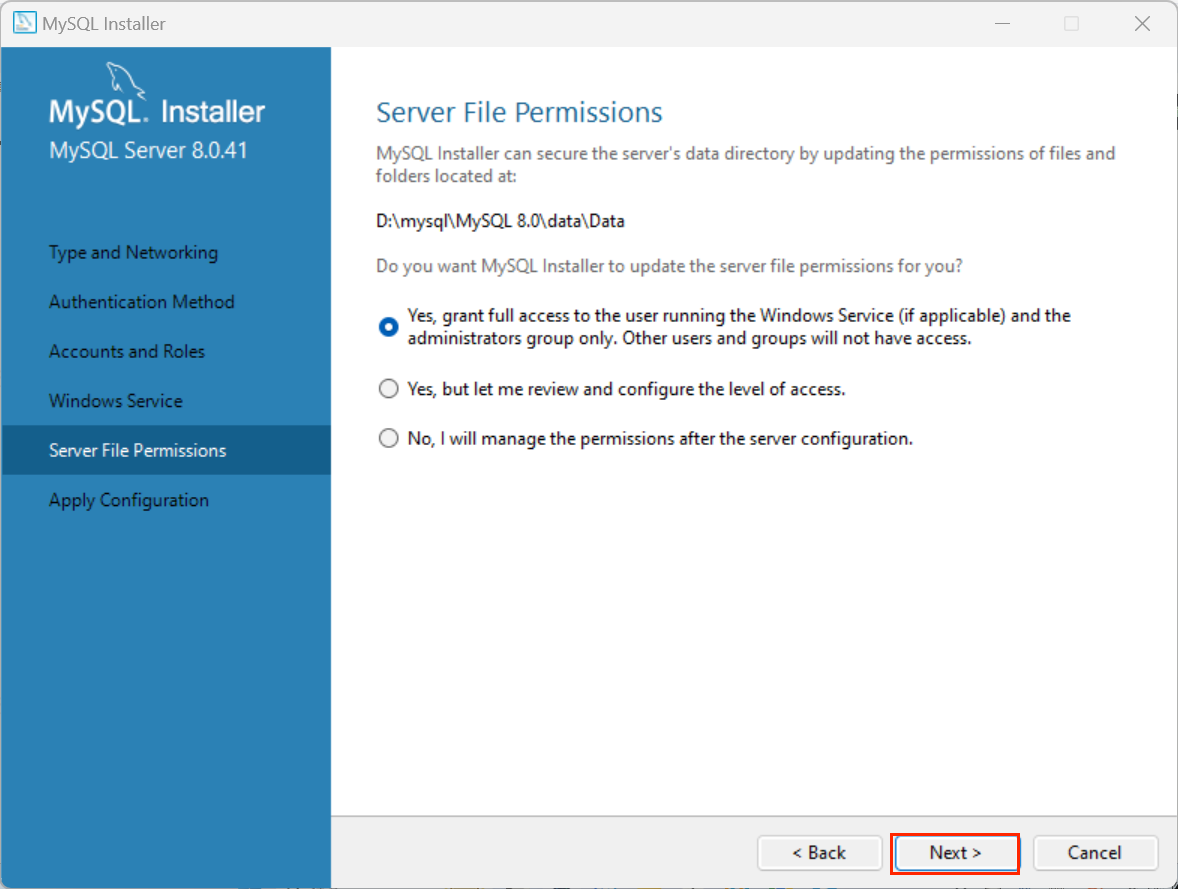 MySQL Installer
MySQL. Installer
MySQL Server 8.0.41
Type and Networking
Authentication Method
Accounts and Roles
Windows Service
Server File Permissions
Apply Configuration
Server File Permissions
MySQL Installer can secure the server's data directory by updating the permissions of files and
folders located at:
D:\mysql\MySQL 8.0\data\Data
Do you want MySQL Installer to update the server file permissions for you?
Yes, grant full access to the user running the Windows Service (if applicable) and the
administrators group only. Other users and groups will not have access.
Yes, but let me review and configure the level of access.
No, I will manage the permissions after the server configuration.
< Back
Next >
Cancel